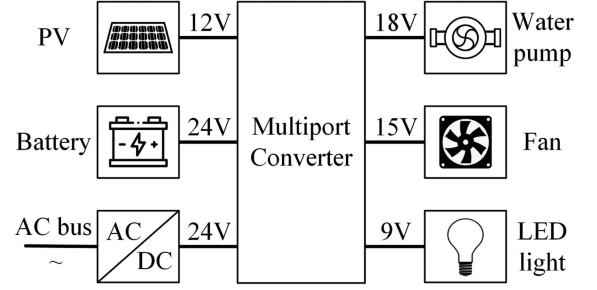 PV
12V
18V
Water
pump
Battery
- +
24V
Multiport
Converter
15V
Fan
AC bus
~
AC
DC
24V
9V
LED
light